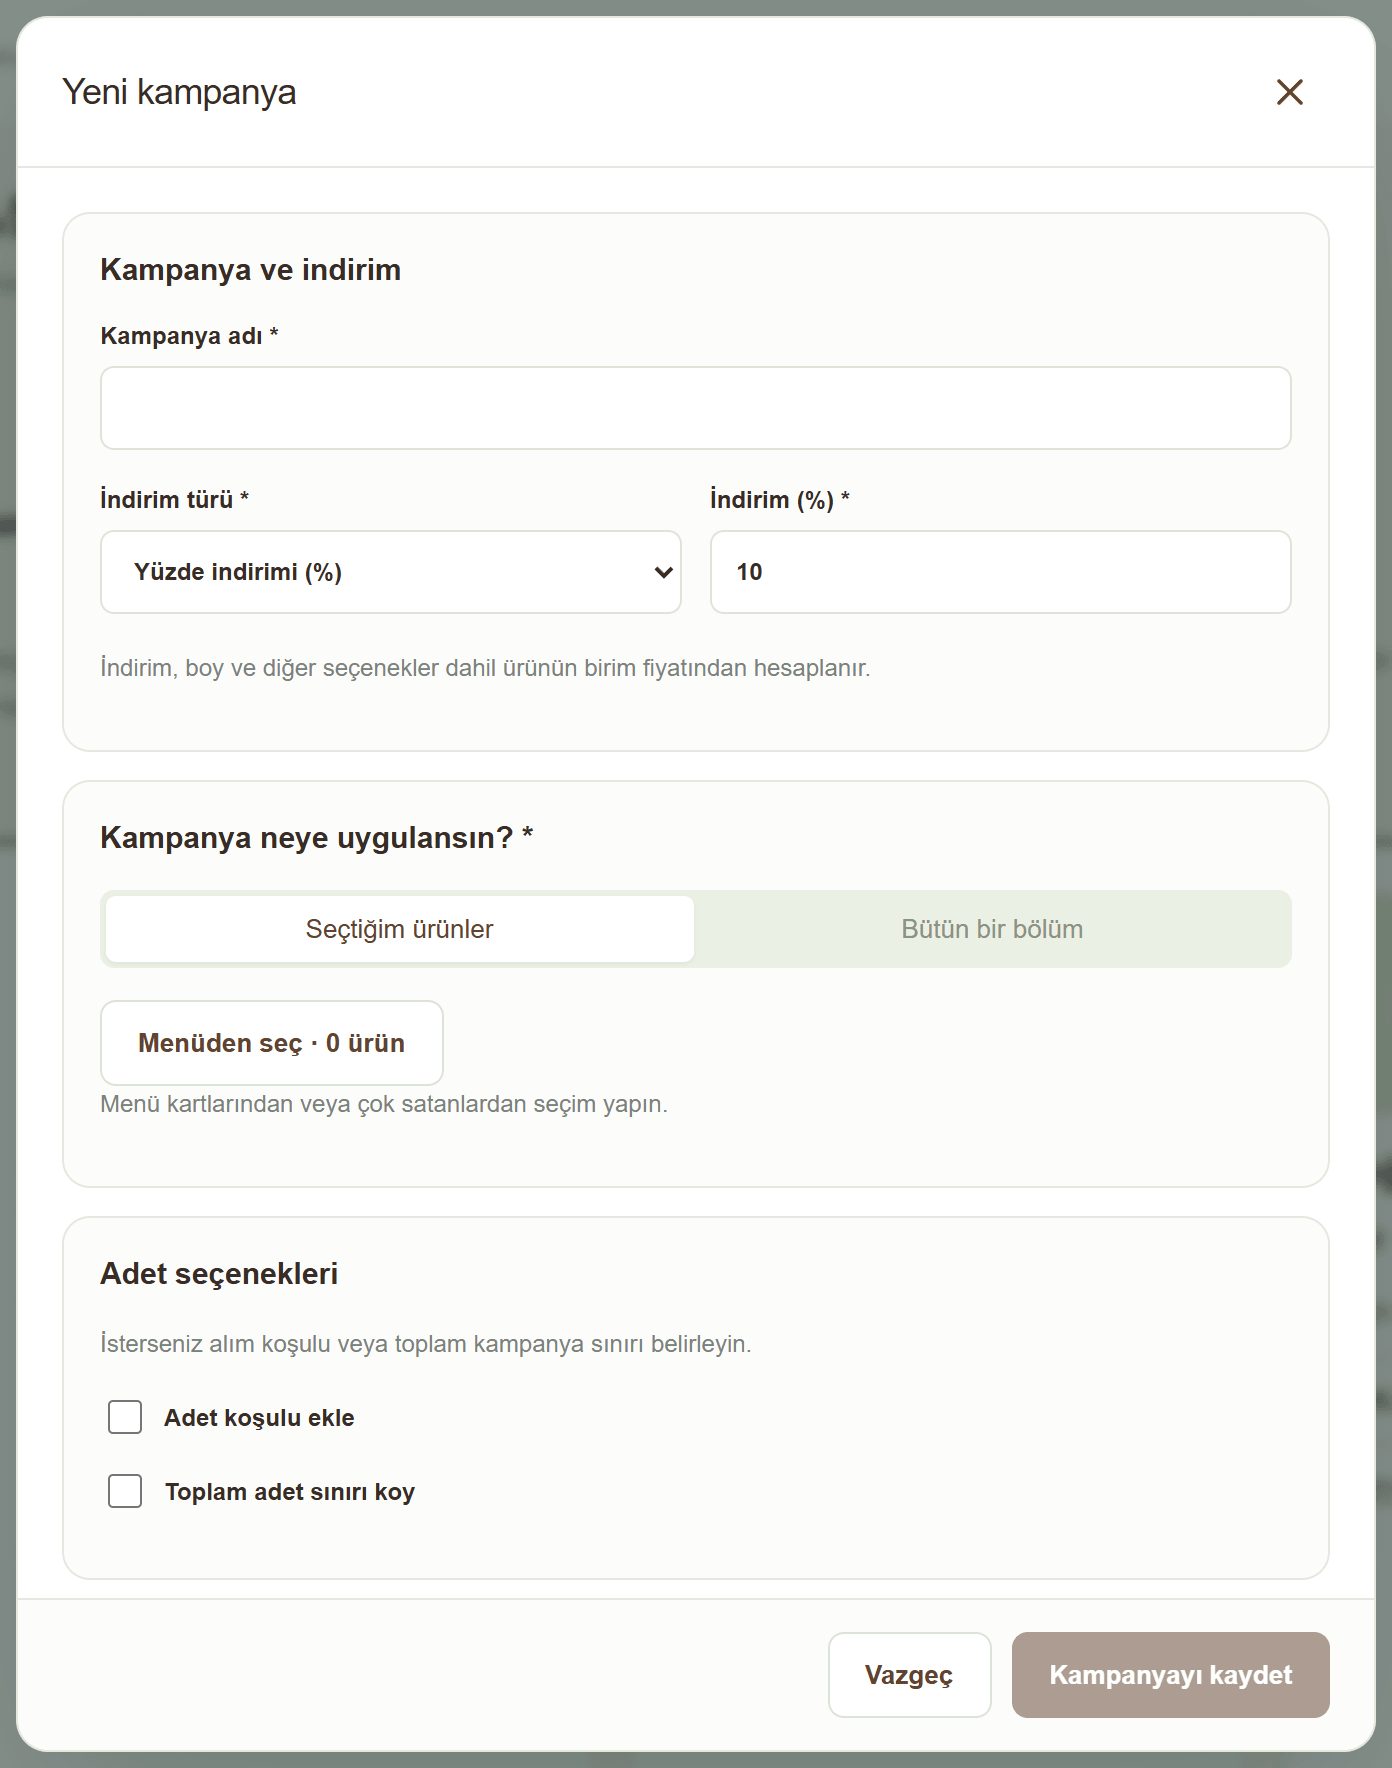 Yeni kampanya
Kampanya ve indirim
Kampanya adı *
İndirim türü *
İndirim (%) *
Yüzde indirimi (%)
10
İndirim, boy ve diğer seçenekler dahil ürünün birim fiyatından hesaplanır.
Kampanya neye uygulansın? *
Seçtiğim ürünler
Bütün bir bölüm
Menüden seç · 0 ürün
Menü kartlarından veya çok satanlardan seçim yapın.
Adet seçenekleri
İsterseniz alım koşulu veya toplam kampanya sınırı belirleyin.
Adet koşulu ekle
Toplam adet sınırı koy
Vazgeç
Kampanyayı kaydet